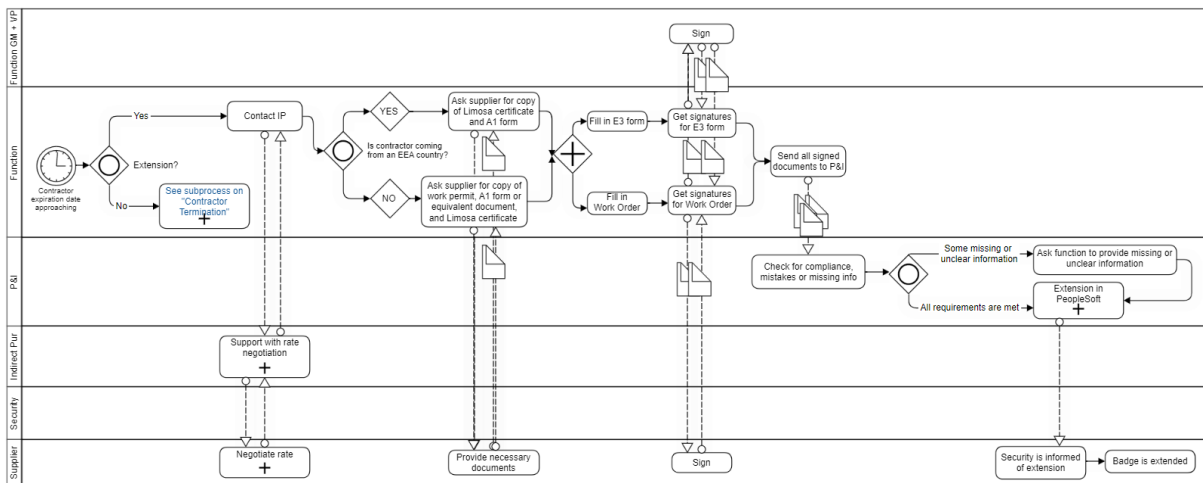 Function GM + VP
Sign
Function
Contractor
expiration date
approaching
Extension?
Yes
No
Contact IP
See subprocess on
"Contractor
Termination"
Is contractor coming
from an EEA country?
YES
NO
Ask supplier for copy
of Limosa certificate
and A1 form
Ask supplier for copy of
work permit, A1 form or
equivalent document,
and Limosa certificate
Fill in E3 form
Fill in
Work Order
Get signatures
for E3 form
Get signatures
for Work Order
Send all signed
documents to P&I
P&I
Check for compliance,
mistakes or missing info
Some missing or
unclear information
All requirements are met
Ask function to provide missing or
unclear information
Extension in
PeopleSoft
Indirect Pur
Support with rate
negotiation
Security
Supplier
Negotiate rate
Provide necessary
documents
Sign
Security is informed
of extension
Badge is extended